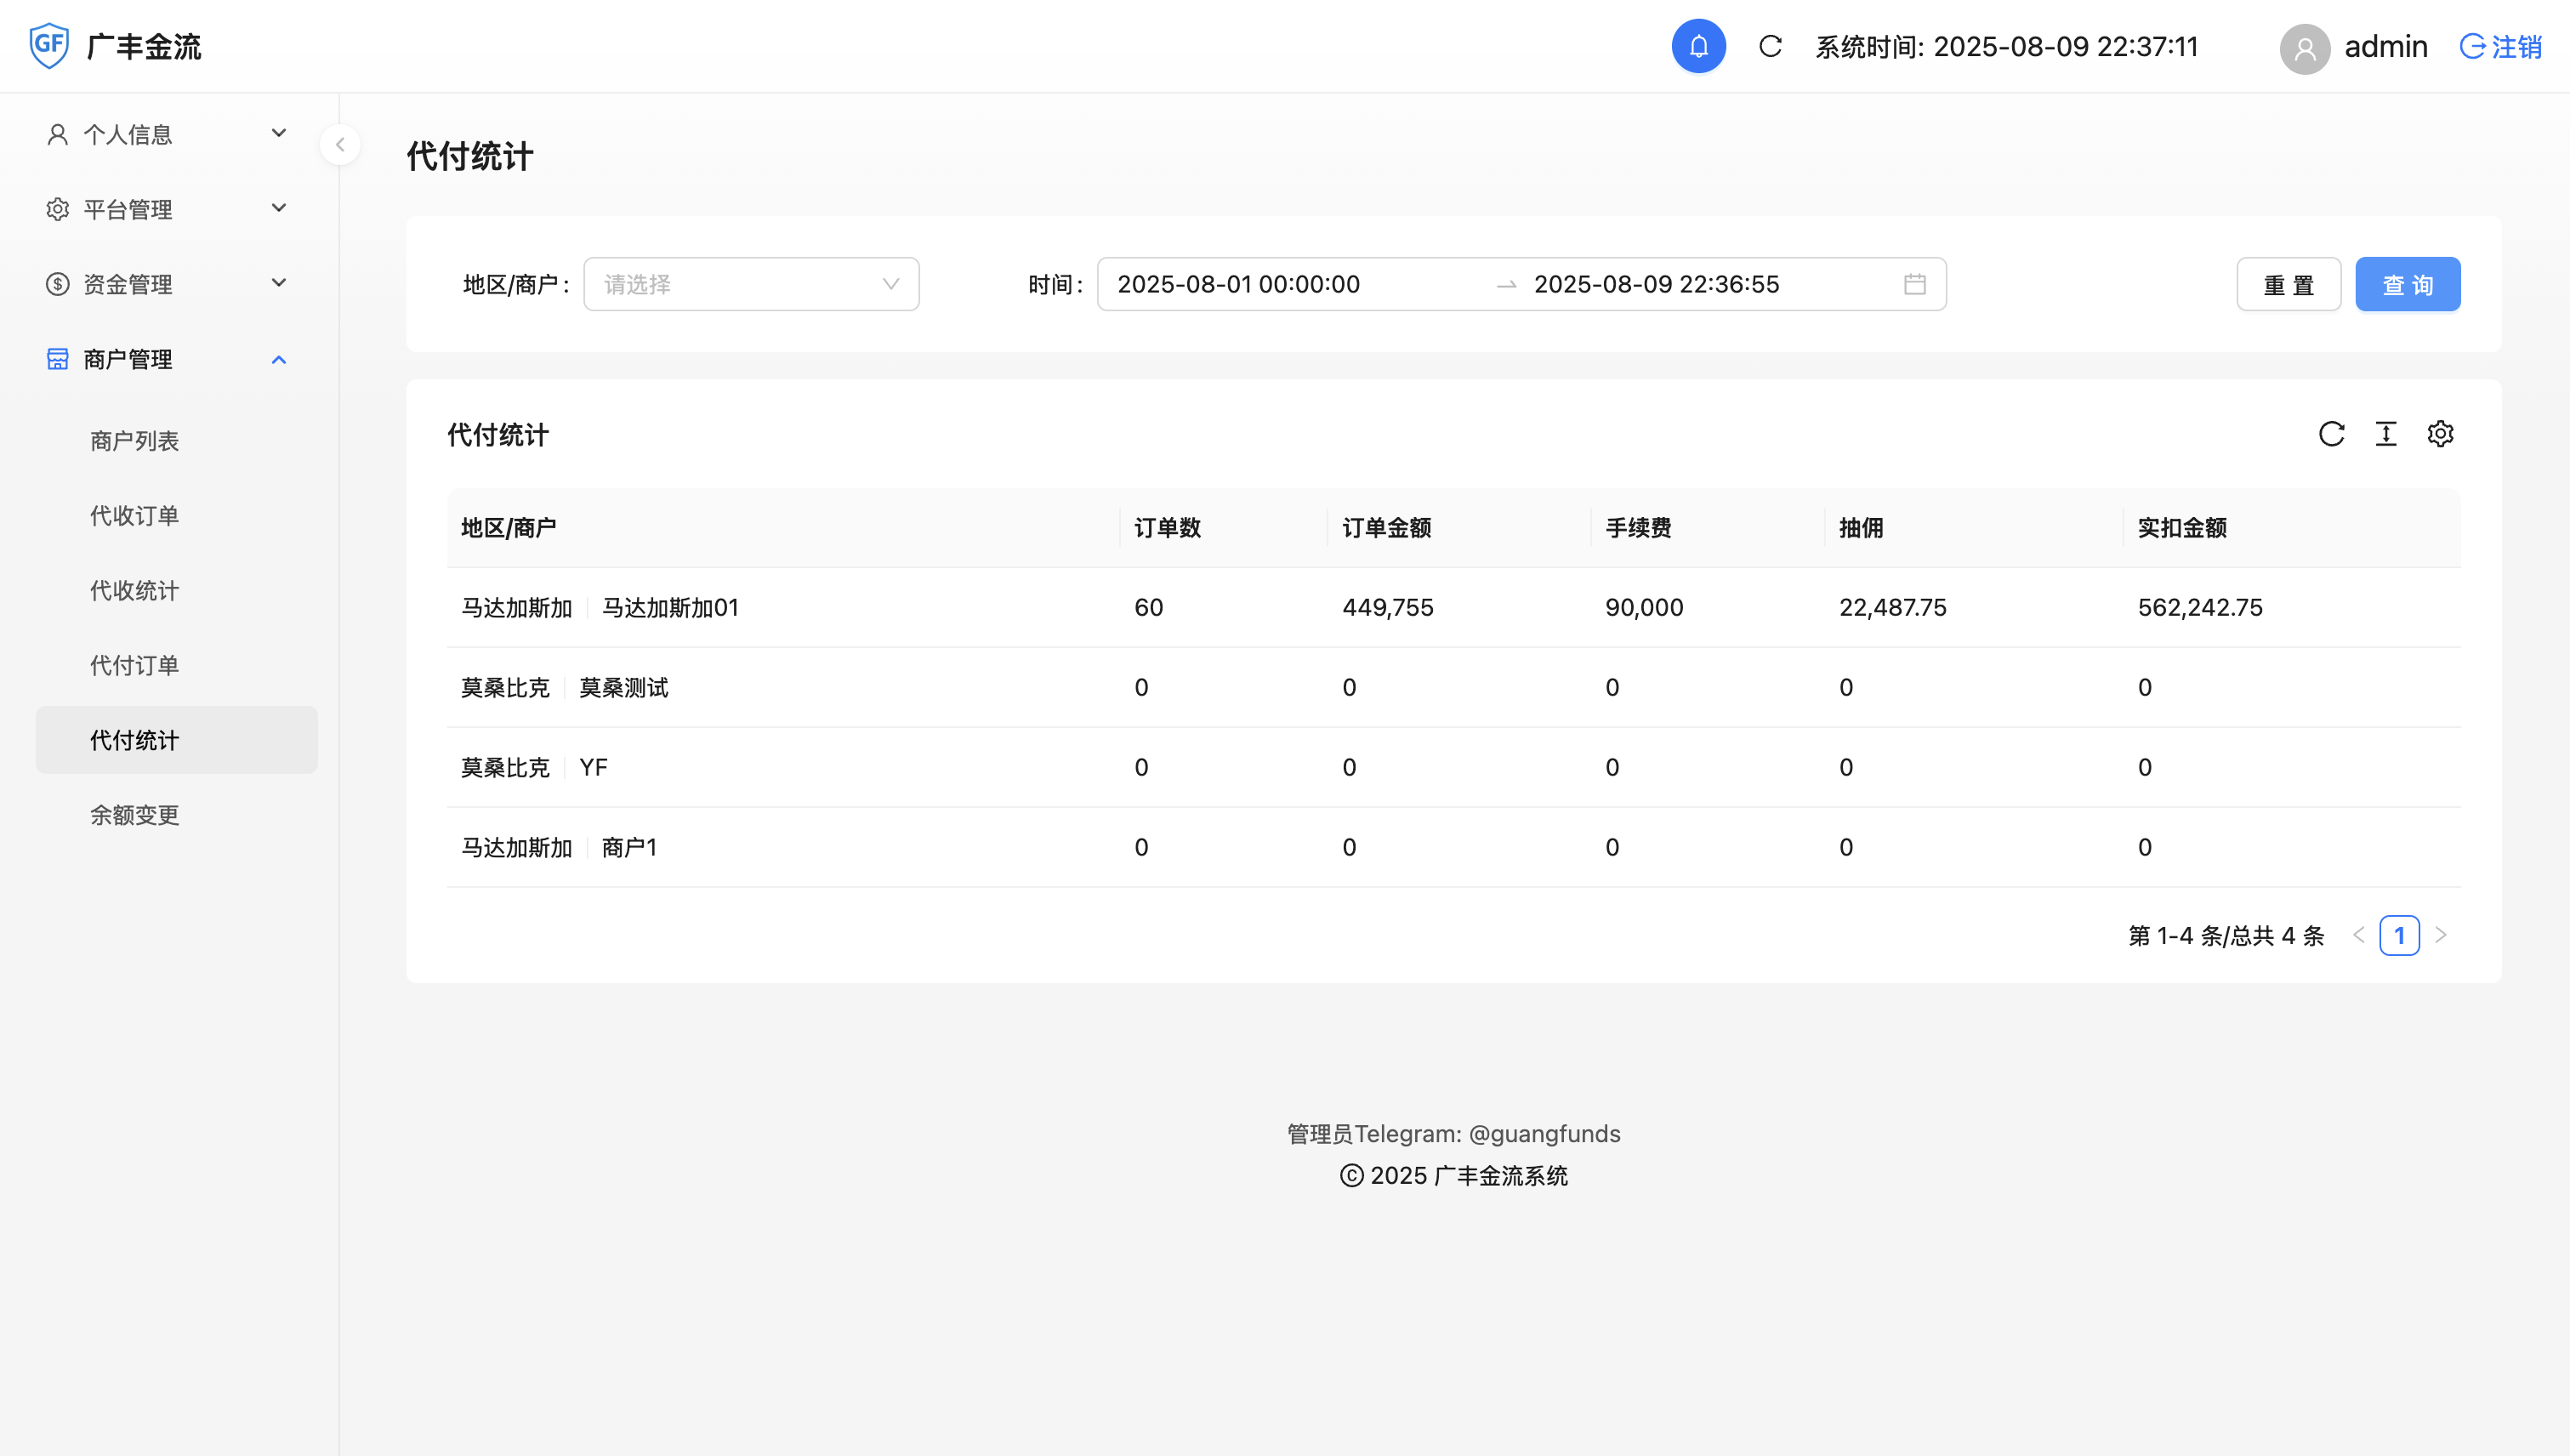 GF 广丰金流
系统时间: 2025-08-09 22:37:11
admin
注销
个人信息
平台管理
资金管理
商户管理
商户列表
代收订单
代收统计
代付订单
代付统计
余额变更
代付统计
地区/商户: 请选择 时间: 2025-08-01 00:00:00 → 2025-08-09 22:36:55 重 置 查 询
代付统计
地区/商户 订单数 订单金额 手续费 抽佣 实扣金额
马达加斯加 马达加斯加01 60 449,755 90,000 22,487.75 562,242.75
莫桑比克 莫桑测试 0 0 0 0 0
莫桑比克 YF 0 0 0 0 0
马达加斯加 商户1 0 0 0 0 0
第 1-4 条/总共 4 条 < 1 >
管理员Telegram: @guangfunds
© 2025 广丰金流系统